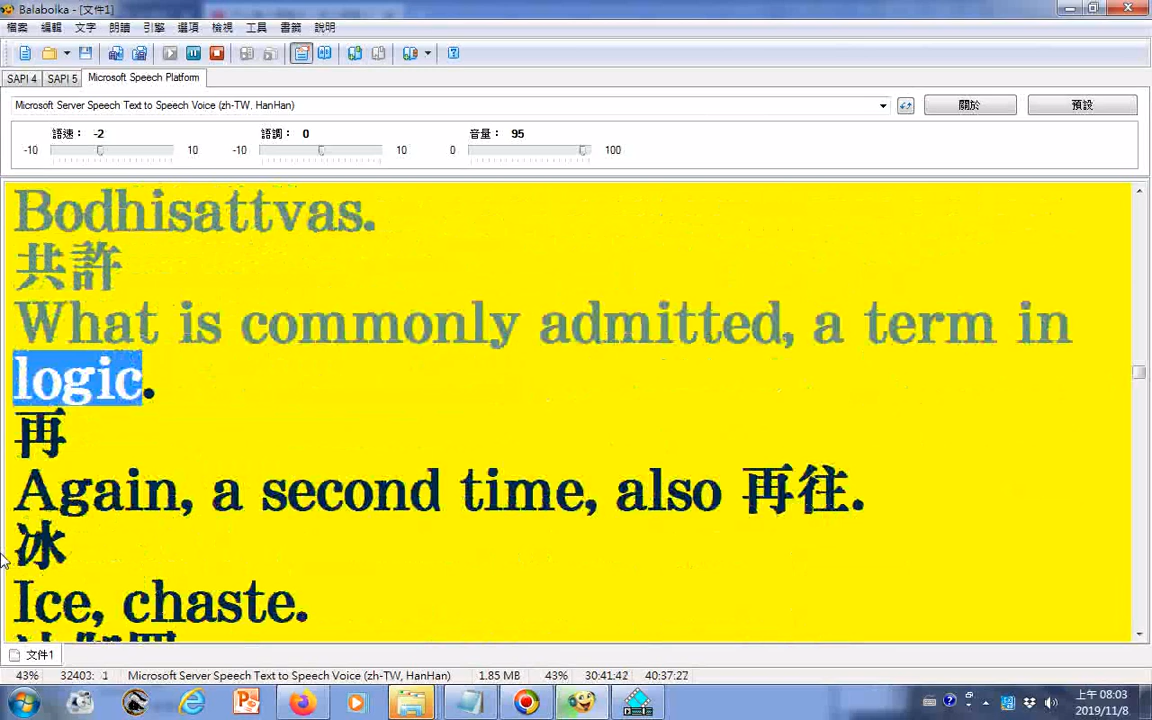 Balabolka - [文件1]
檔案 編輯 文字 朗讀 引擎 選項 檢視 工具 書籤 說明
SAPI 4 SAPI 5 Microsoft Speech Platform
Microsoft Server Speech Text to Speech Voice (zh-TW, HanHan) 關於 預設
語速： -2 語調： 0 音量： 95
-10 10 -10 10 0 100
Bodhisattvas.
共許
What is commonly admitted, a term in
logic.
再
Again, a second time, also 再往.
冰
Ice, chaste.
文件1
43% 32403: 1 Microsoft Server Speech Text to Speech Voice (zh-TW, HanHan) 1.85 MB 43% 30:41:42 40:37:27
上午 08:03
2019/11/8